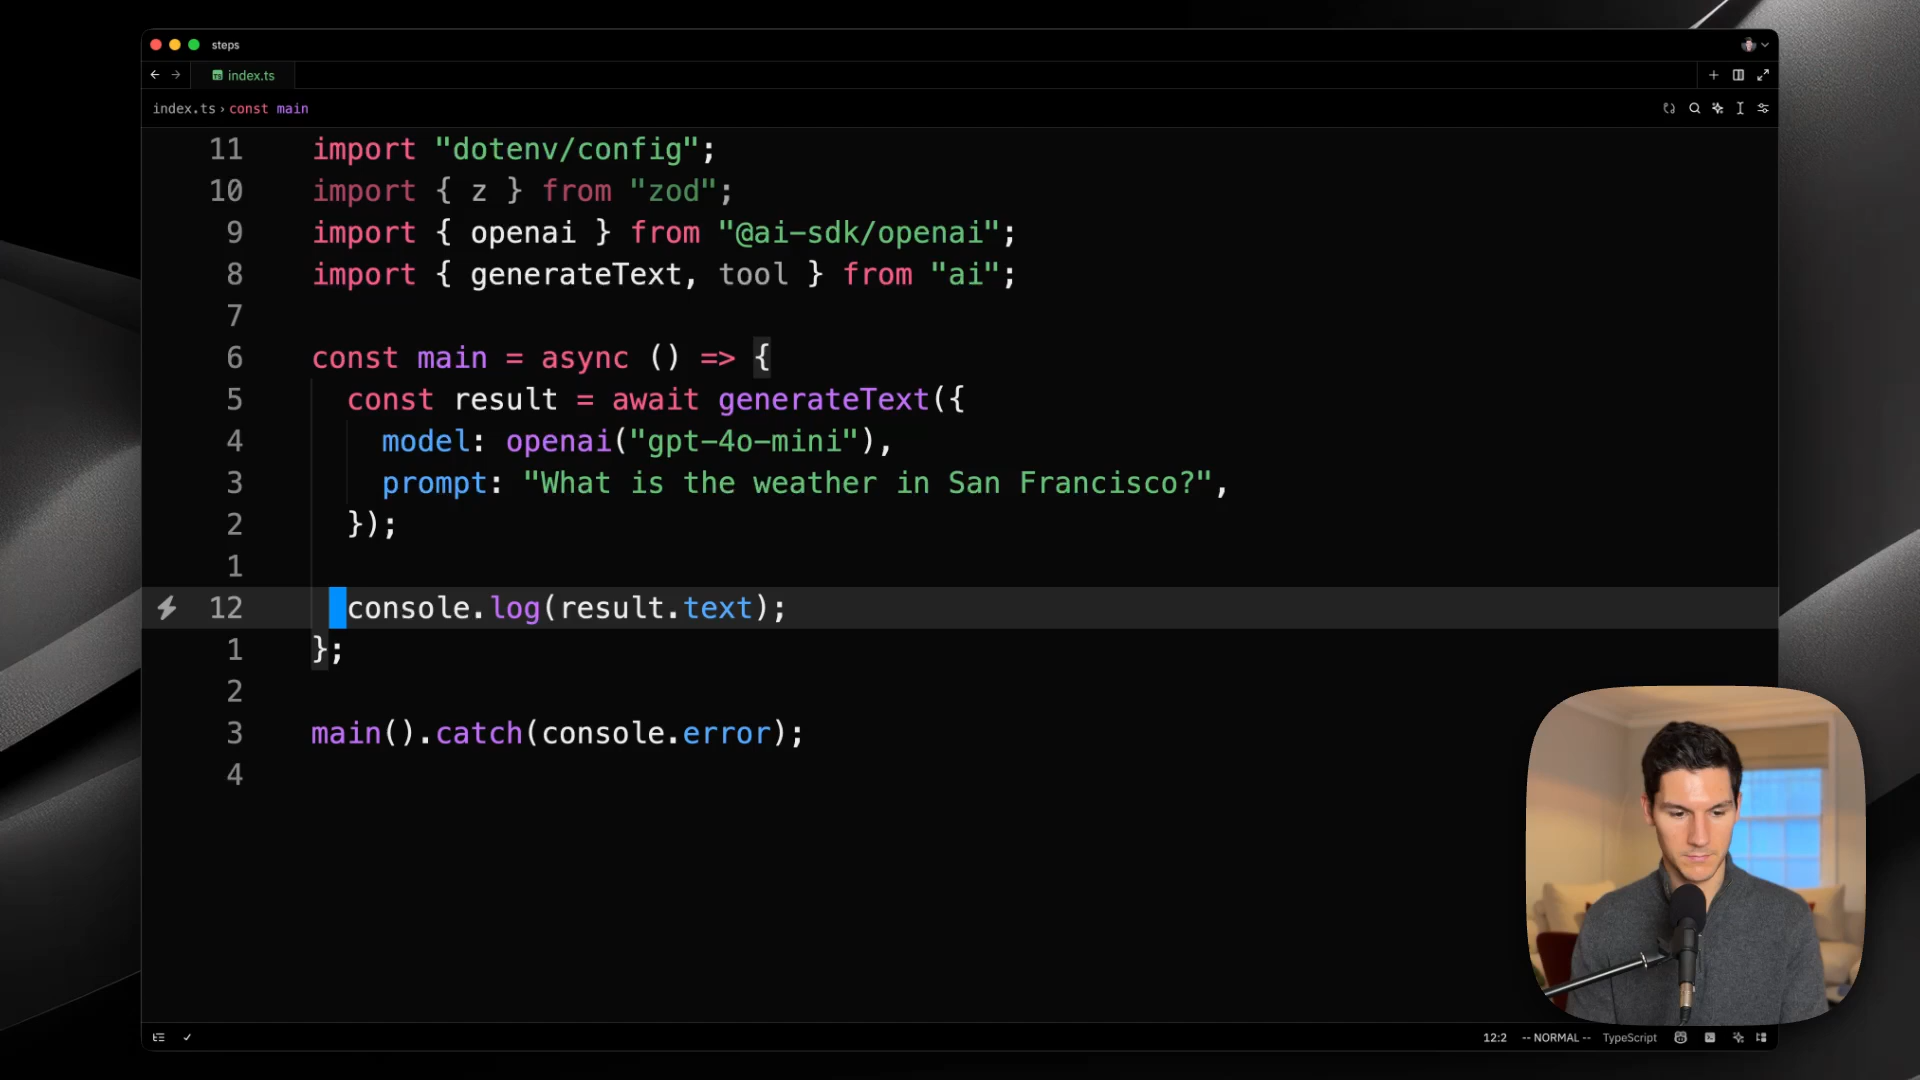 steps
index.ts
index.ts › const main
11 import "dotenv/config";
10 import { z } from "zod";
9 import { openai } from "@ai-sdk/openai";
8 import { generateText, tool } from "ai";
7
6 const main = async () => {
5 const result = await generateText({
4 model: openai("gpt-4o-mini"),
3 prompt: "What is the weather in San Francisco?",
2 });
1
12 console.log(result.text);
1 };
2
3 main().catch(console.error);
4
12:2 -- NORMAL -- TypeScript